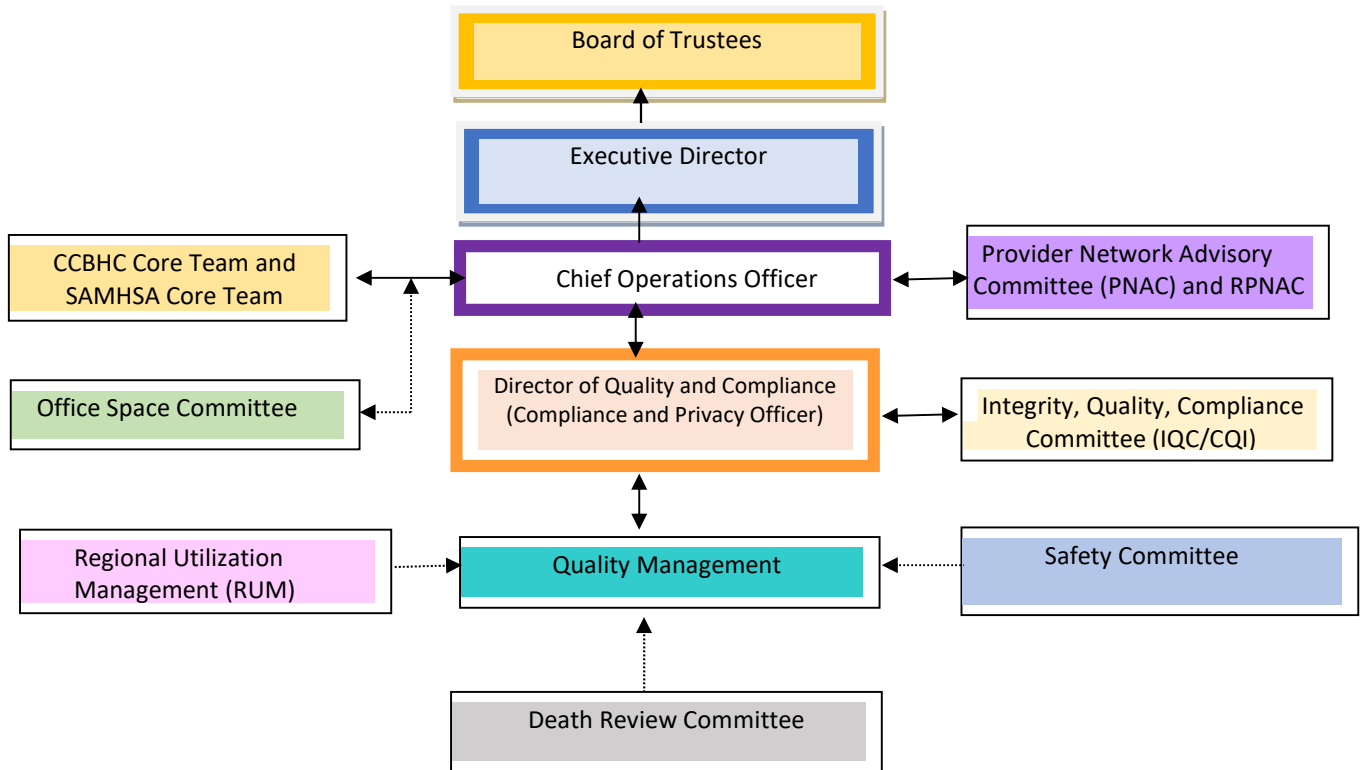 Board of Trustees
Executive Director
CCBHC Core Team and
SAMHSA Core Team
Chief Operations Officer
Provider Network Advisory
Committee (PNAC) and RPNAC
Office Space Committee
Director of Quality and Compliance
(Compliance and Privacy Officer)
Integrity, Quality, Compliance
Committee (IQC/CQI)
Regional Utilization
Management (RUM)
Quality Management
Safety Committee
Death Review Committee